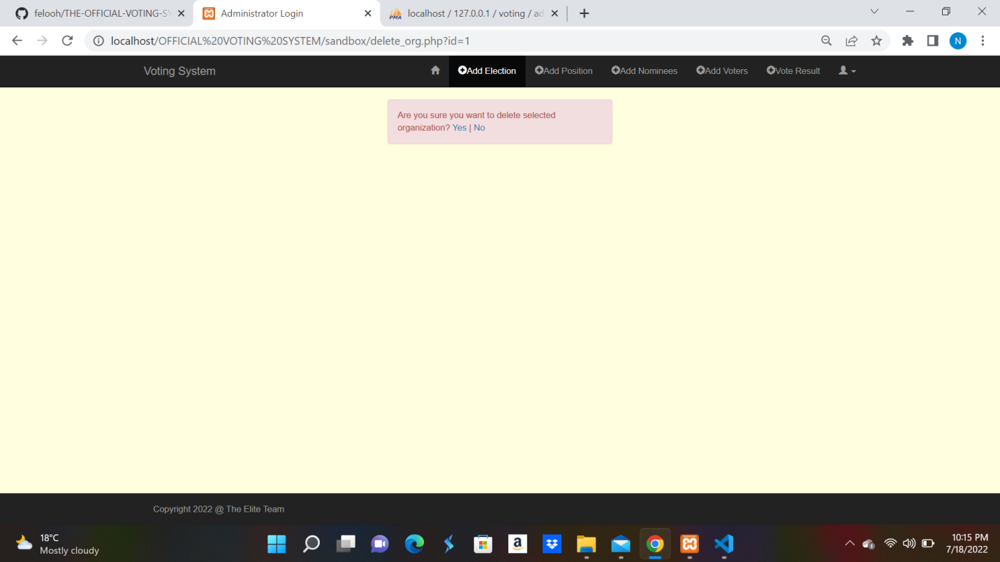 felooh/THE-OFFICIAL-VOTING-SY
Administrator Login
localhost / 127.0.0.1 / voting / ad
PMA
localhost/OFFICIAL%20VOTING%20SYSTEM/sandbox/delete_org.php?id=1
N
Voting System
Add Election
Add Position
Add Nominees
Add Voters
Vote Result
Are you sure you want to delete selected
organization? Yes | No
Copyright 2022 @ The Elite Team
18°C
Mostly cloudy
a
10:15 PM
7/18/2022